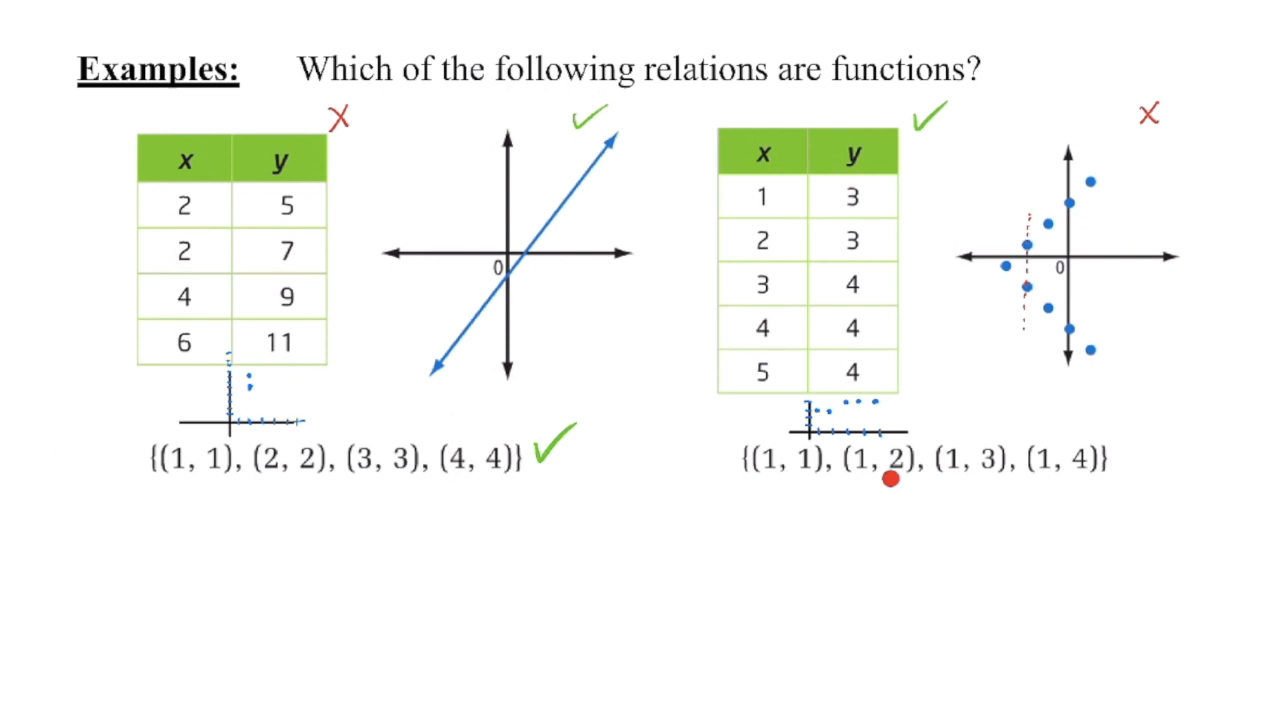 Examples: Which of the following relations are functions?
x y
2 5
2 7
4 9
6 11
0
x y
1 3
2 3
3 4
4 4
5 4
0
{(1, 1), (2, 2), (3, 3), (4, 4)}
{(1, 1), (1, 2), (1, 3), (1, 4)}